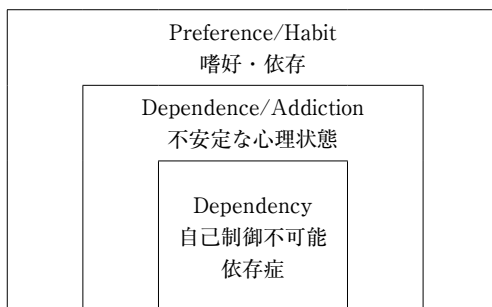 Preference/Habit
嗜好・依存
Dependence/Addiction
不安定な心理状態
Dependency
自己制御不可能
依存症